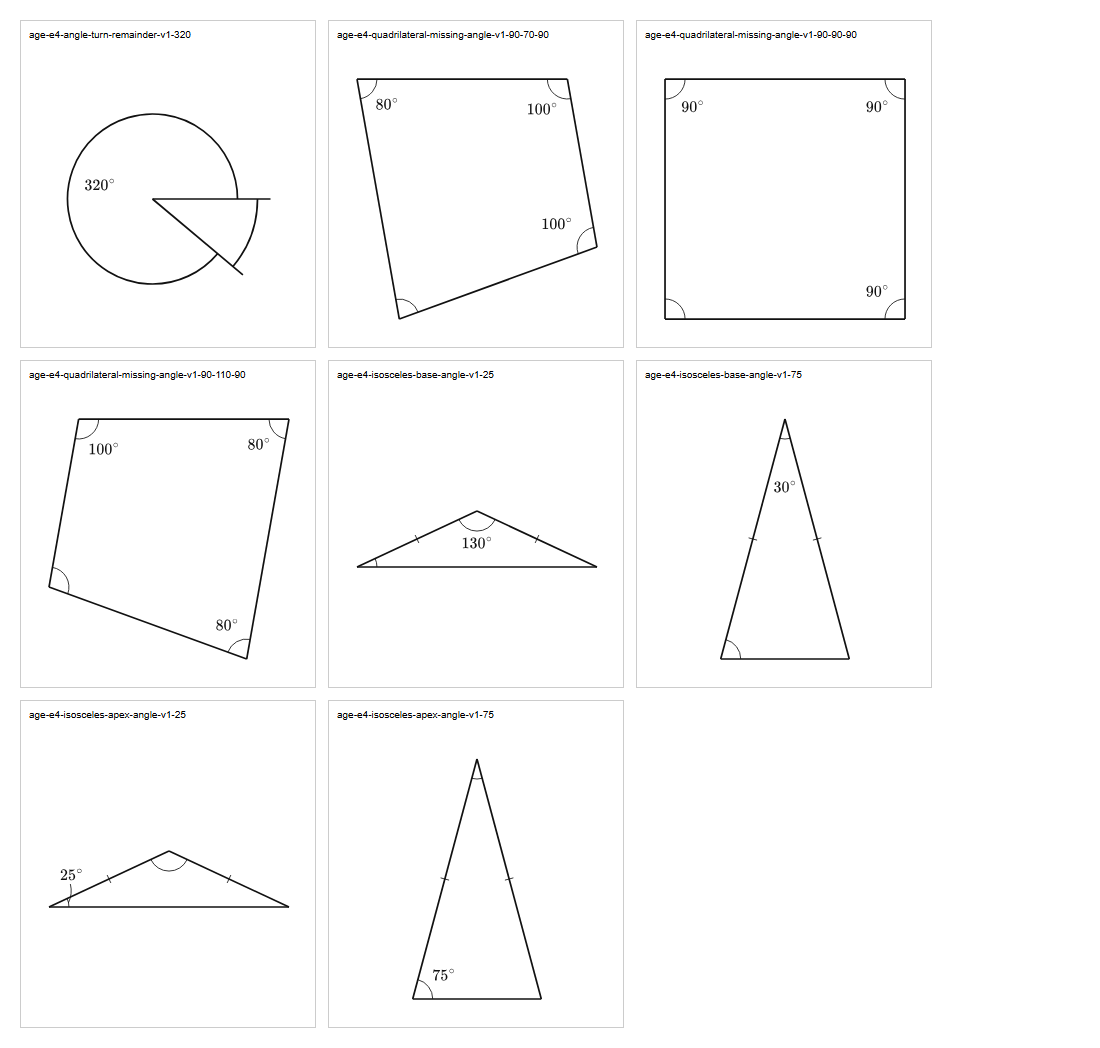 age-e4-angle-turn-remainder-v1-320
320°
age-e4-quadrilateral-missing-angle-v1-90-70-90
80°
100°
100°
age-e4-quadrilateral-missing-angle-v1-90-90-90
90°
90°
90°
age-e4-quadrilateral-missing-angle-v1-90-110-90
100°
80°
80°
age-e4-isosceles-base-angle-v1-25
130°
age-e4-isosceles-base-angle-v1-75
30°
age-e4-isosceles-apex-angle-v1-25
25°
age-e4-isosceles-apex-angle-v1-75
75°